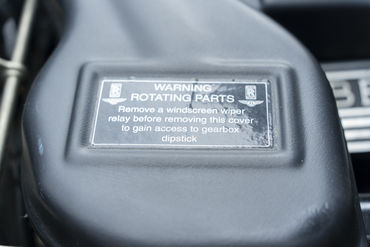 WARNING
ROTATING PARTS
Remove a windscreen wiper
relay before removing this cover
to gain access to gearbox
dipstick